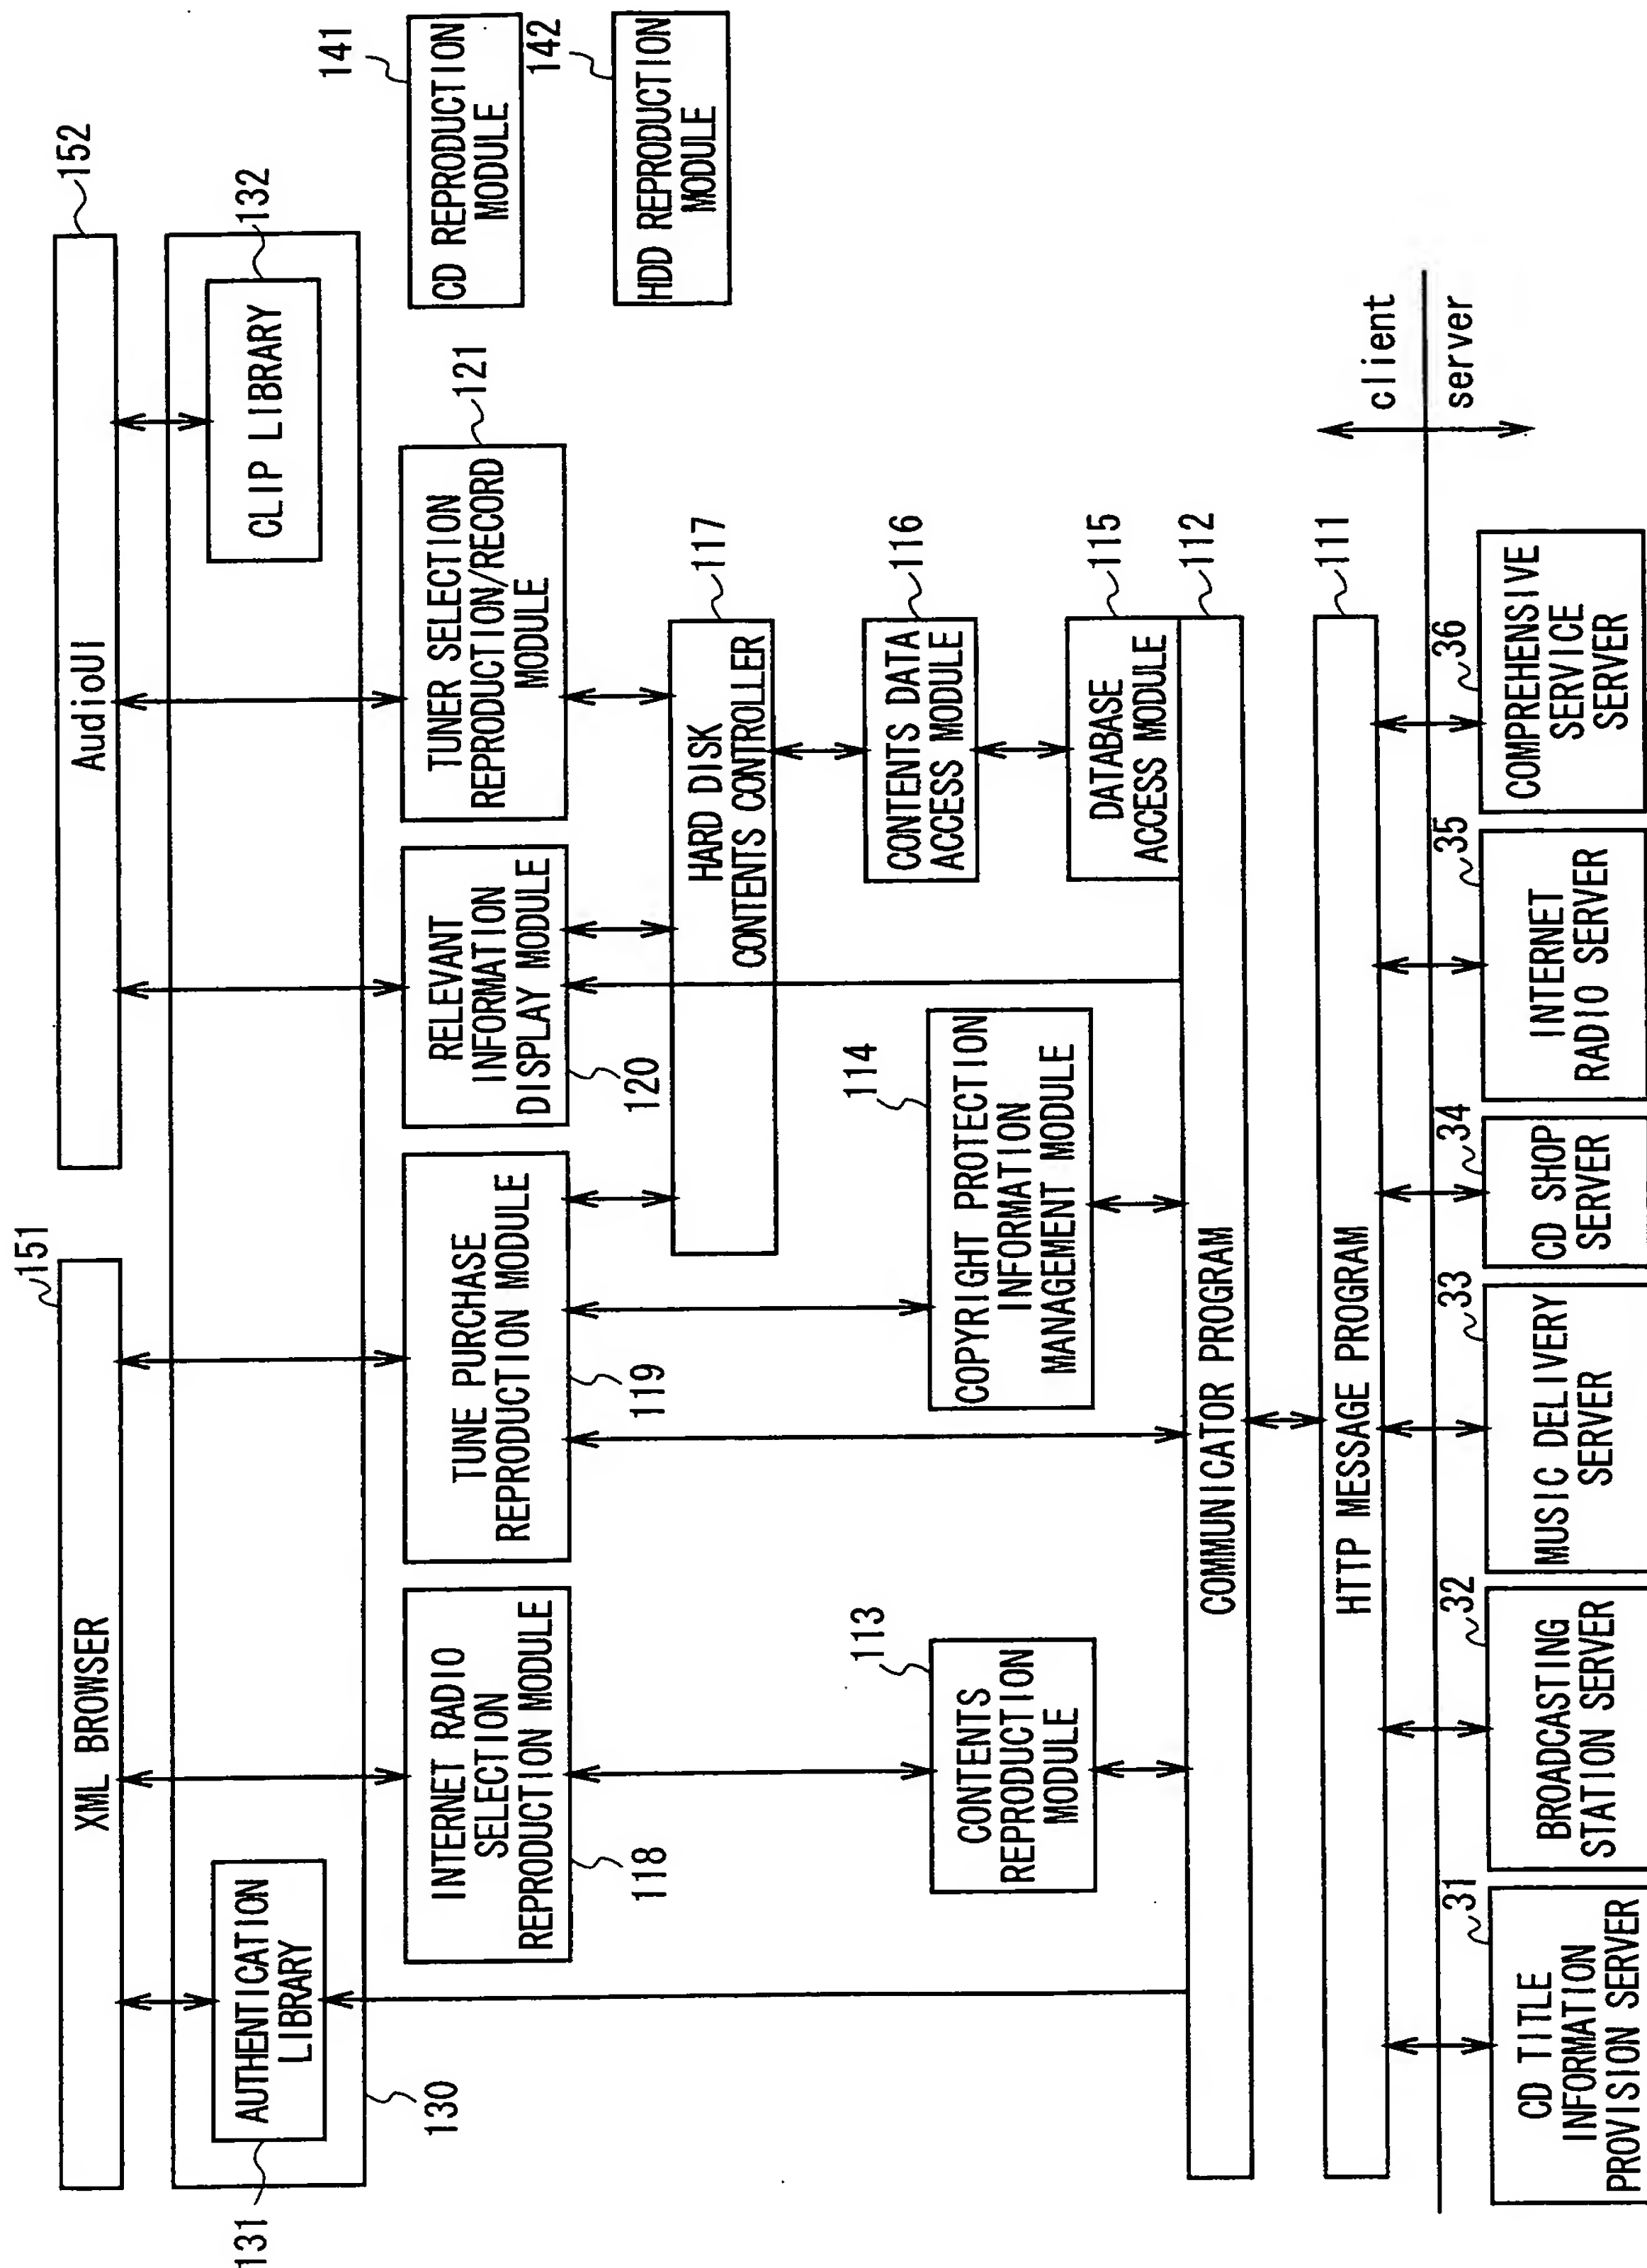 151
XML BROWSER
152
AudioUI
131
AUTHENTICATION
LIBRARY
130
132
CLIP LIBRARY
INTERNET RADIO
SELECTION
REPRODUCTION MODULE
118
TUNE PURCHASE
REPRODUCTION MODULE
119
RELEVANT
INFORMATION
DISPLAY MODULE
120
TUNER SELECTION
REPRODUCTION/RECORD
MODULE
121
141
CD REPRODUCTION
MODULE
142
HDD REPRODUCTION
MODULE
HARD DISK
CONTENTS CONTROLLER
117
113
CONTENTS
REPRODUCTION
MODULE
114
COPYRIGHT PROTECTION
INFORMATION
MANAGEMENT MODULE
CONTENTS DATA
ACCESS MODULE
116
DATABASE
ACCESS MODULE
115
COMMUNICATOR PROGRAM
112
HTTP MESSAGE PROGRAM
111
client
server
31
CD TITLE
INFORMATION
PROVISION SERVER
32
BROADCASTING
STATION SERVER
33
MUSIC DELIVERY
SERVER
34
CD SHOP
SERVER
35
INTERNET
RADIO SERVER
36
COMPREHENSIVE
SERVICE
SERVER